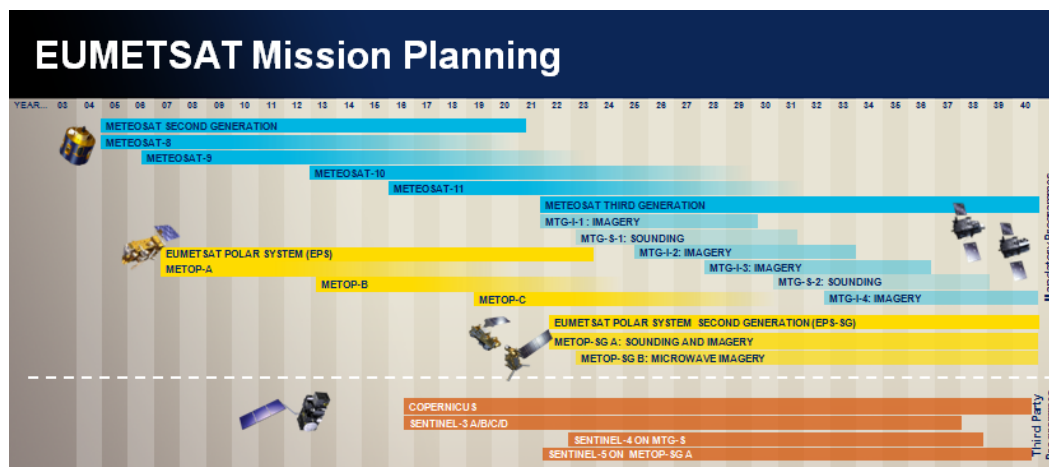 EUMETSAT Mission Planning
YEAR... 03 04 05 06 07 08 09 10 11 12 13 14 15 16 17 18 19 20 21 22 23 24 25 26 27 28 29 30 31 32 33 34 35 36 37 38 39 40
METEOSAT SECOND GENERATION
METEOSAT-8
METEOSAT-9
METEOSAT-10
METEOSAT-11
METEOSAT THIRD GENERATION
MTG-I-1 : IMAGERY
MTG-S-1: SOUNDING
EUMETSAT POLAR SYSTEM (EPS)
MTG-I-2: IMAGERY
METOP-A
MTG-I-3: IMAGERY
METOP-B
MTG-S-2: SOUNDING
METOP-C
MTG-I-4: IMAGERY
EUMETSAT POLAR SYSTEM SECOND GENERATION (EPS-SG)
METOP-SG A: SOUNDING AND IMAGERY
METOP-SG B: MICROWAVE IMAGERY
COPERNICUS
SENTINEL-3 A/B/C/D
SENTINEL-4 ON MTG-S
SENTINEL-5 ON METOP-SG A
Third Party